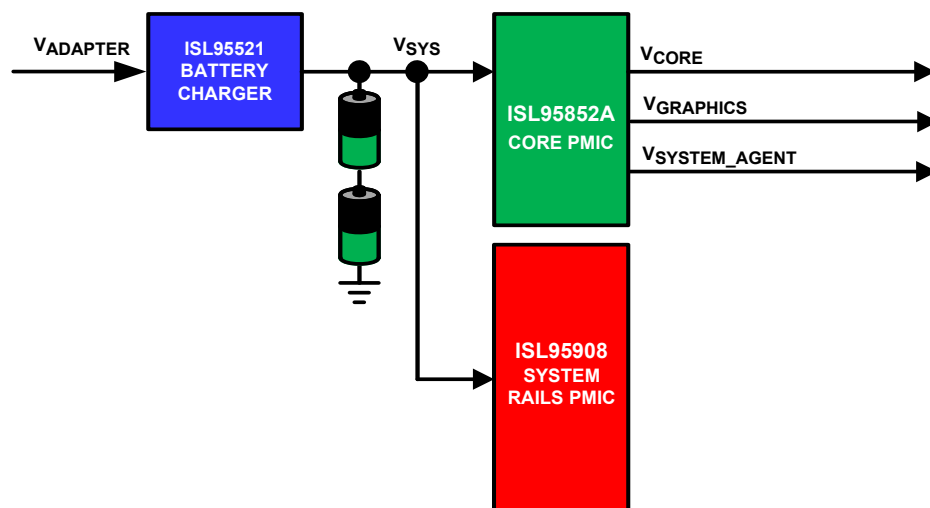 VADAPTER
ISL95521
BATTERY
CHARGER
VSYS
ISL95852A
CORE PMIC
VCORE
VGRAPHICS
VSYSTEM_AGENT
ISL95908
SYSTEM
RAILS PMIC